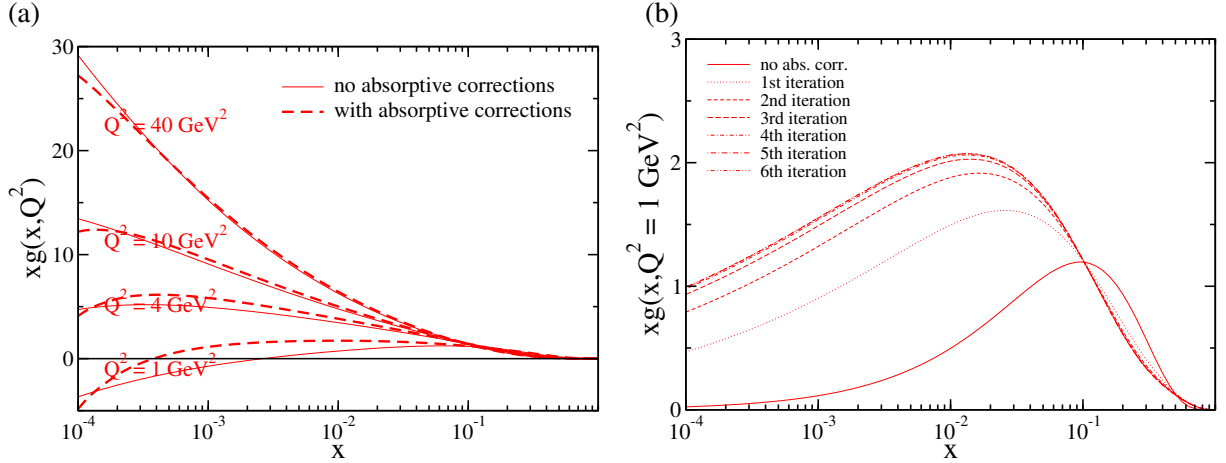 (a)
30
20
10
0
xg(x,Q²)
no absorptive corrections
with absorptive corrections
Q² = 40 GeV²
Q² = 10 GeV²
Q² = 4 GeV²
Q² = 1 GeV²
10⁻⁴ 10⁻³ 10⁻² 10⁻¹
x
(b)
3
2
1
0
xg(x,Q² = 1 GeV²)
no abs. corr.
1st iteration
2nd iteration
3rd iteration
4th iteration
5th iteration
6th iteration
10⁻⁴ 10⁻³ 10⁻² 10⁻¹
x